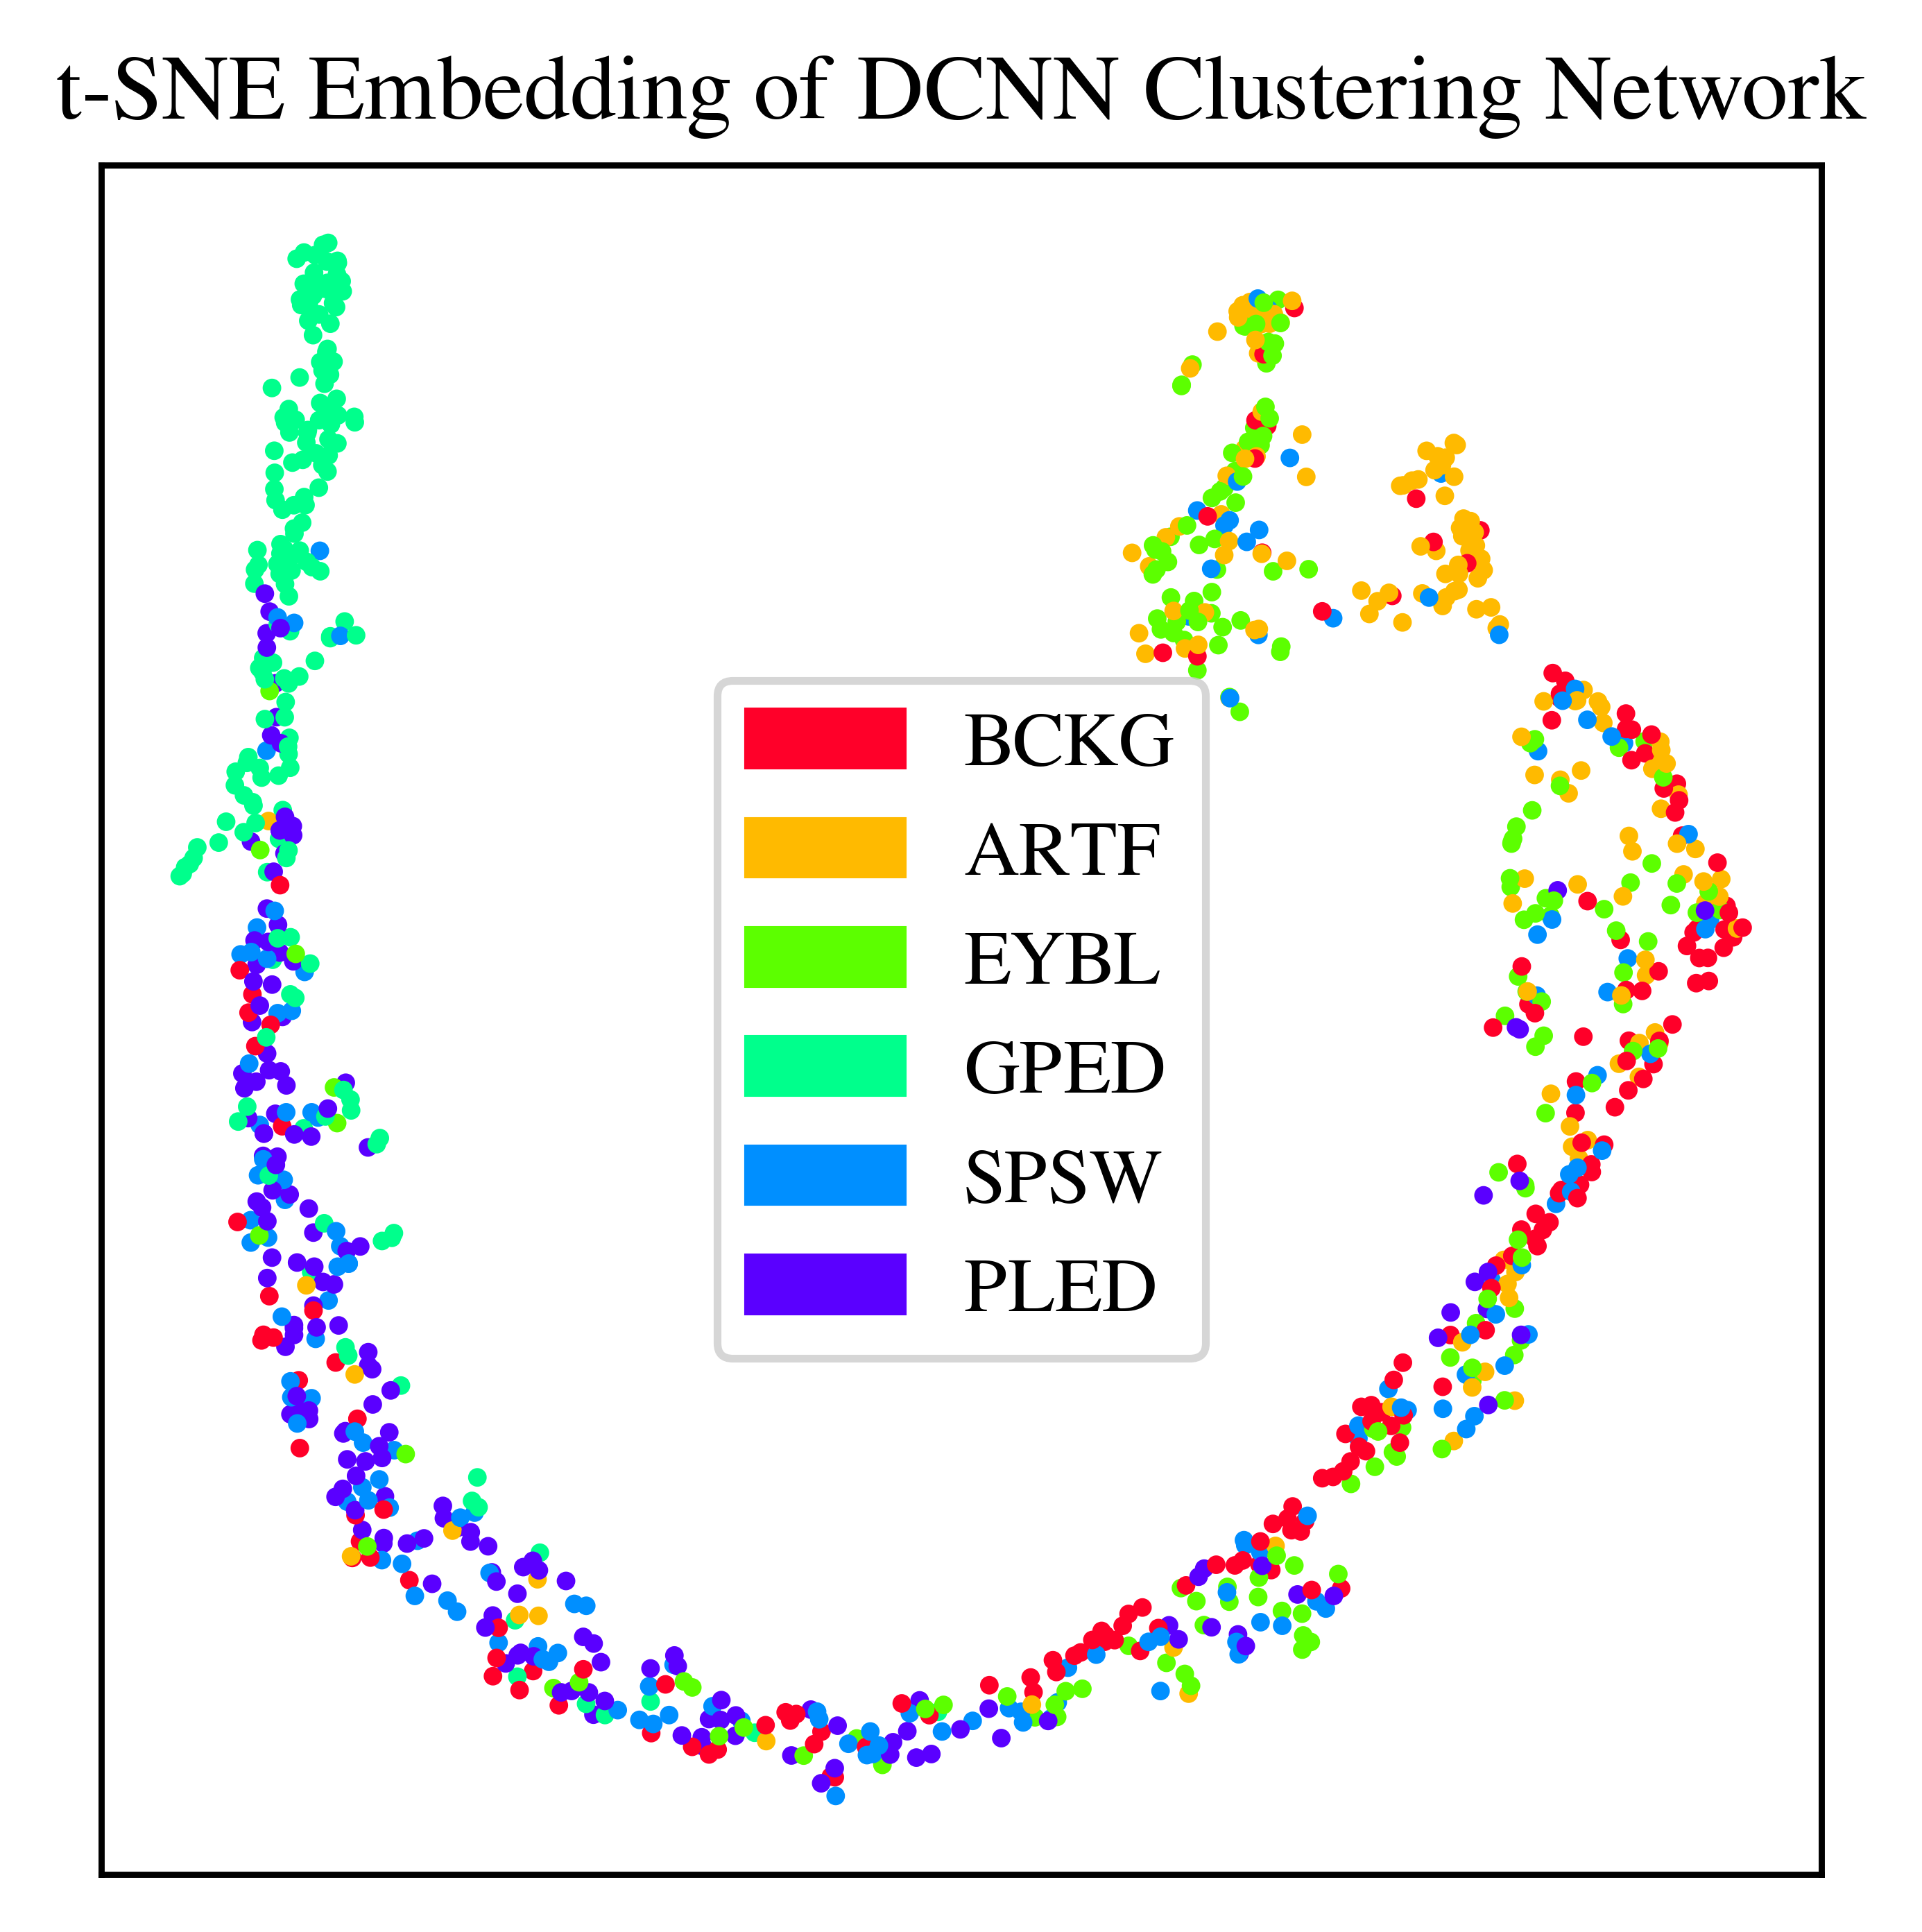 t-SNE Embedding of DCNN Clustering Network
BCKG
ARTF
EYBL
GPED
SPSW
PLED